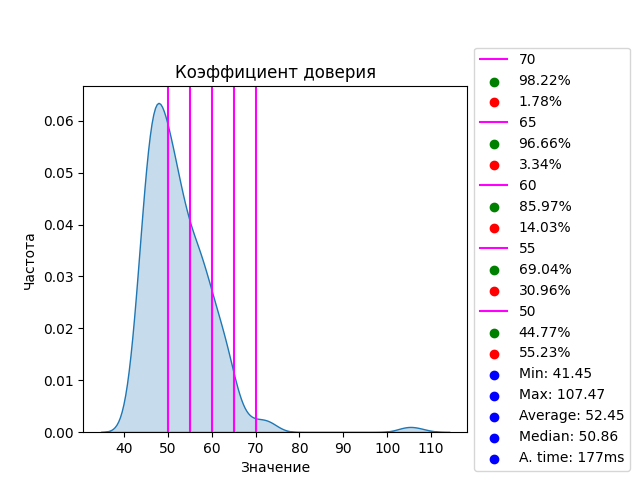 Коэффициент доверия
0.06
0.05
0.04
0.03
0.02
0.01
0.00
Частота
40 50 60 70 80 90 100 110
Значение
70
98.22%
1.78%
65
96.66%
3.34%
60
85.97%
14.03%
55
69.04%
30.96%
50
44.77%
55.23%
Min: 41.45
Max: 107.47
Average: 52.45
Median: 50.86
A. time: 177ms